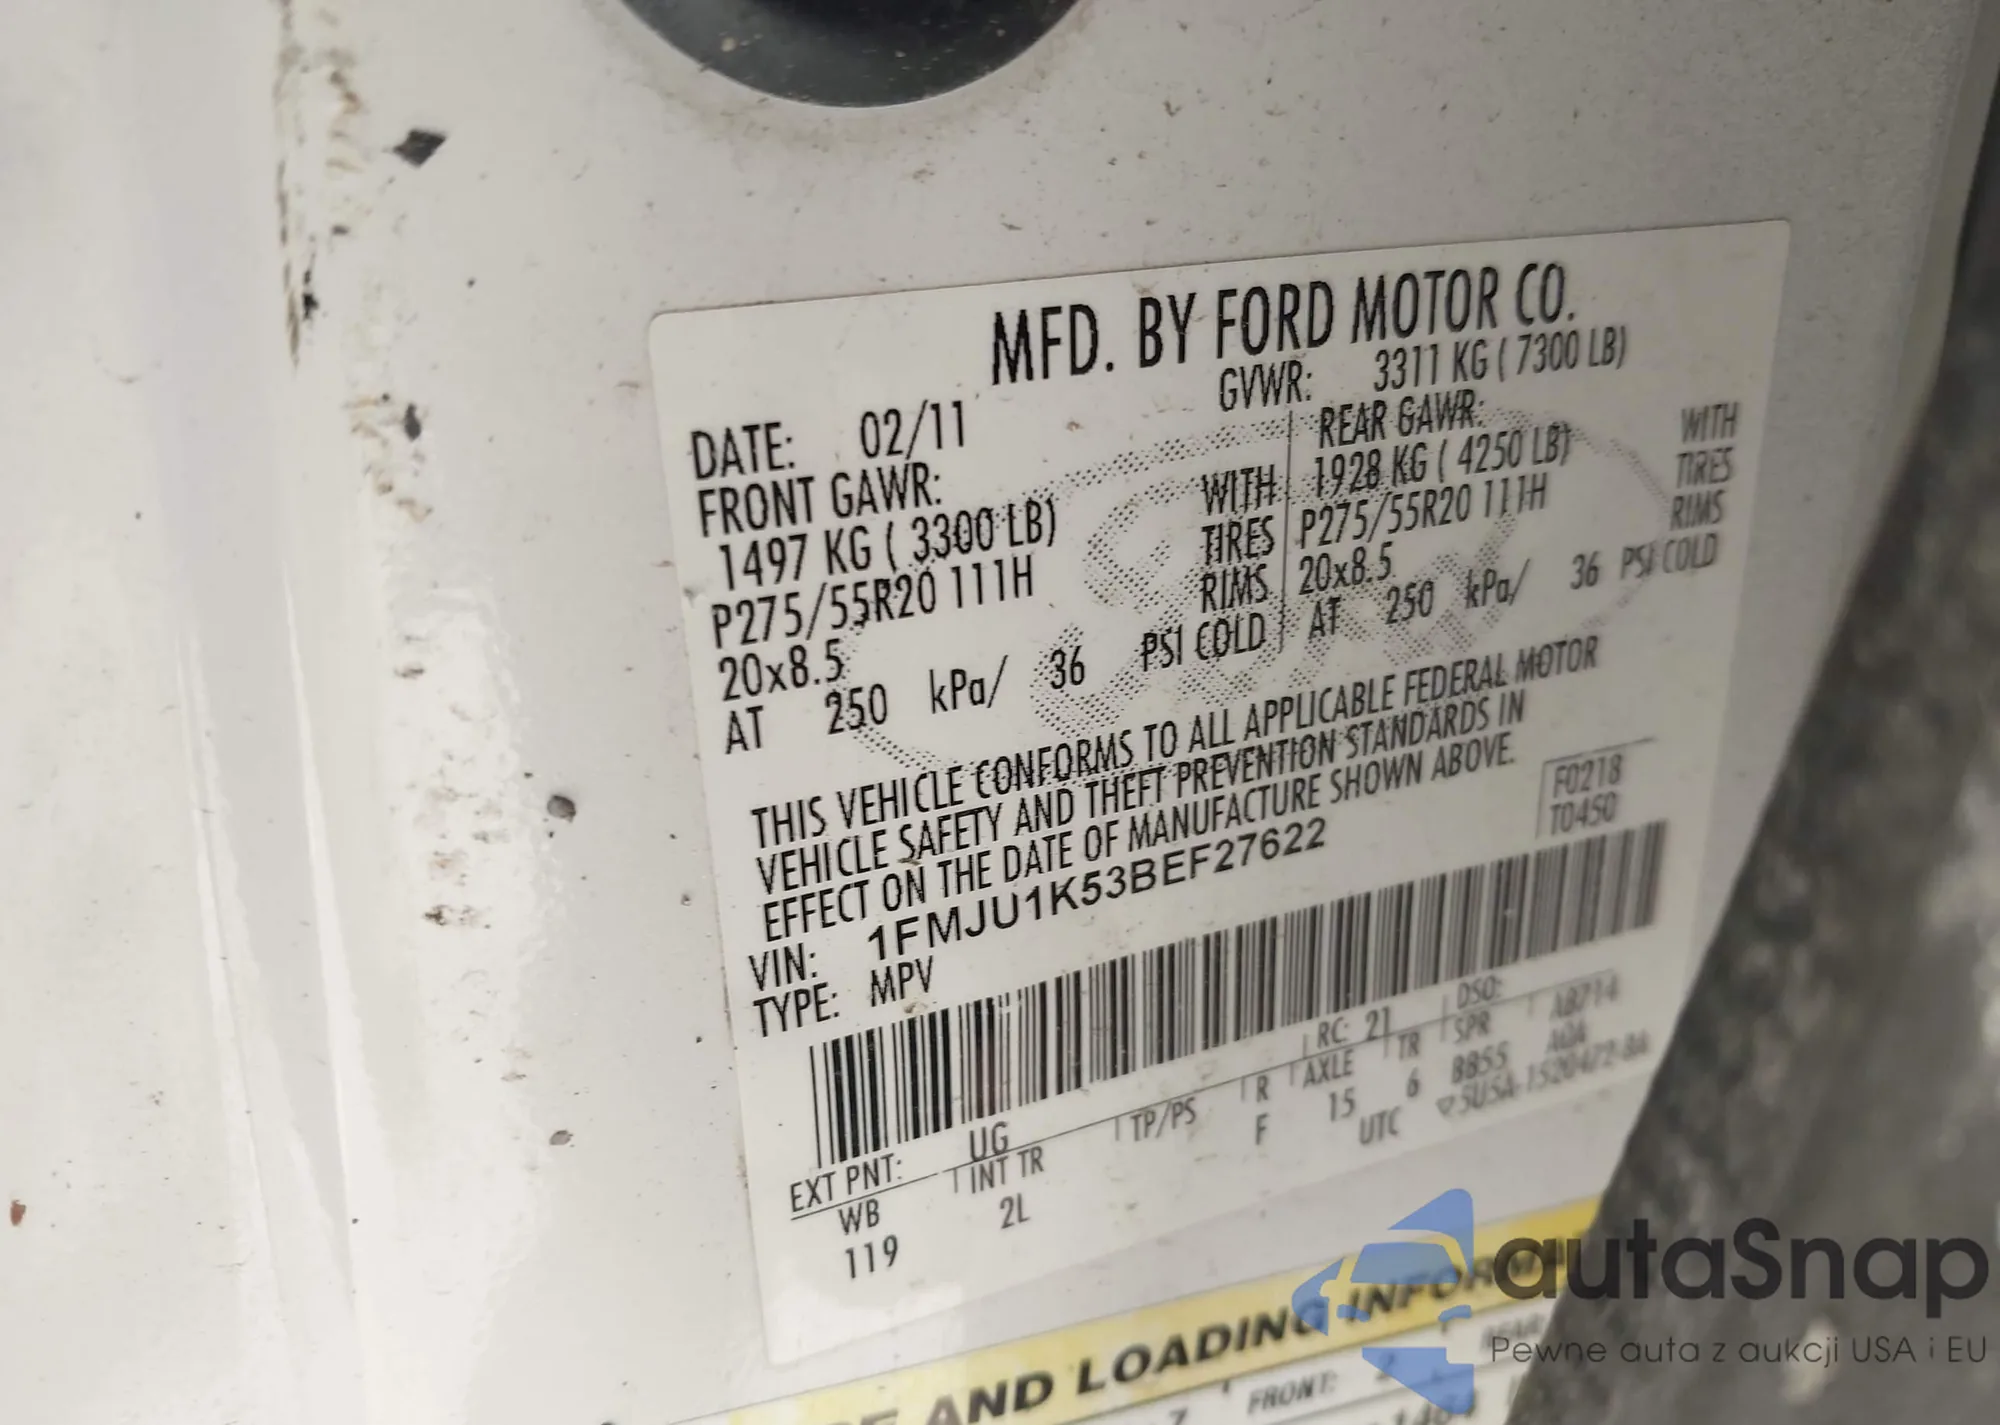 MFD. BY FORD MOTOR CO.
DATE: 02/11 GVWR: 3311 KG ( 7300 LB)
FRONT GAWR: REAR GAWR:
1497 KG ( 3300 LB) WITH 1928 KG ( 4250 LB) WITH
P275/55R20 111H TIRES P275/55R20 111H TIRES
20x8.5 RIMS 20x8.5 RIMS
AT 250 kPa/ 36 PSI COLD AT 250 kPa/ 36 PSI COLD
THIS VEHICLE CONFORMS TO ALL APPLICABLE FEDERAL MOTOR
VEHICLE SAFETY AND THEFT PREVENTION STANDARDS IN
EFFECT ON THE DATE OF MANUFACTURE SHOWN ABOVE.
F0218
T0450
VIN: 1FMJU1K53BEF27622
TYPE: MPV
EXT PNT: UG RC: 21 DSO:
WB INT TR TP/PS R AXLE TR SPR
119 2L F 15 6 BB55
UTC
AND LOADING
FRONT: 2
autaSnap
Pewne auta z aukcji USA i EU